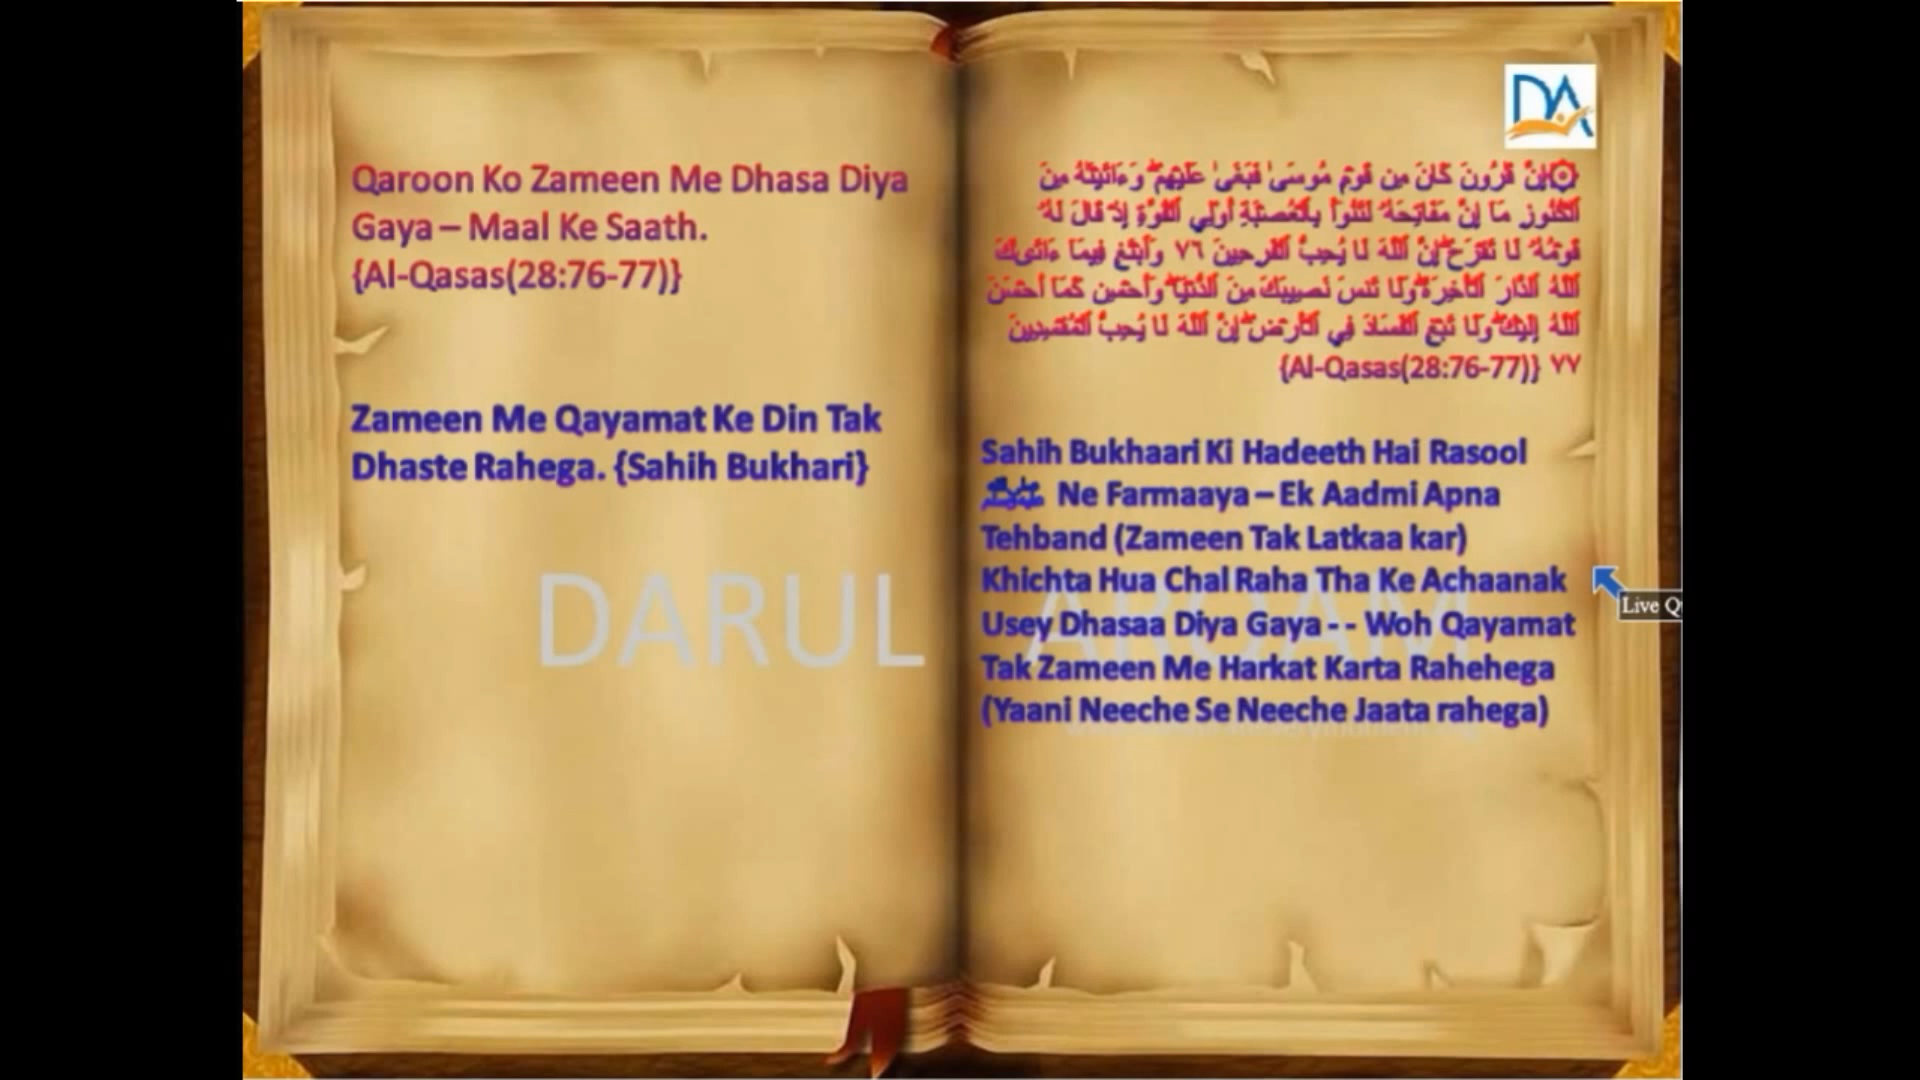 Qaroon Ko Zameen Me Dhasa Diya
Gaya – Maal Ke Saath.
{Al-Qasas(28:76-77)}
Zameen Me Qayamat Ke Din Tak
Dhaste Rahega. {Sahih Bukhari}
DA
۞إِنَّ قَٰرُونَ كَانَ مِن قَوۡمِ مُوسَىٰ فَبَغَىٰ عَلَيۡهِمۡۖ وَءَاتَيۡنَٰهُ مِنَ
ٱلۡكُنُوزِ مَآ إِنَّ مَفَاتِحَهُۥ لَتَنُوٓأُ بِٱلۡعُصۡبَةِ أُوْلِي ٱلۡقُوَّةِ إِذۡ قَالَ لَهُۥ
قَوۡمُهُۥ لَا تَفۡرَحۡۖ إِنَّ ٱللَّهَ لَا يُحِبُّ ٱلۡفَرِحِينَ ٧٦ وَٱبۡتَغِ فِيمَآ ءَاتَىٰكَ
ٱللَّهُ ٱلدَّارَ ٱلۡأٓخِرَةَۖ وَلَا تَنسَ نَصِيبَكَ مِنَ ٱلدُّنۡيَاۖ وَأَحۡسِن كَمَآ أَحۡسَنَ
ٱللَّهُ إِلَيۡكَۖ وَلَا تَبۡغِ ٱلۡفَسَادَ فِي ٱلۡأَرۡضِۖ إِنَّ ٱللَّهَ لَا يُحِبُّ ٱلۡمُفۡسِدِينَ
٧٧ {Al-Qasas(28:76-77)}
Sahih Bukhaari Ki Hadeeth Hai Rasool
ﷺ Ne Farmaaya – Ek Aadmi Apna
Tehband (Zameen Tak Latkaa kar)
Khichta Hua Chal Raha Tha Ke Achaanak
Usey Dhasaa Diya Gaya - - Woh Qayamat
Tak Zameen Me Harkat Karta Rahehega
(Yaani Neeche Se Neeche Jaata rahega)
DARUL ARQAM
Live Q